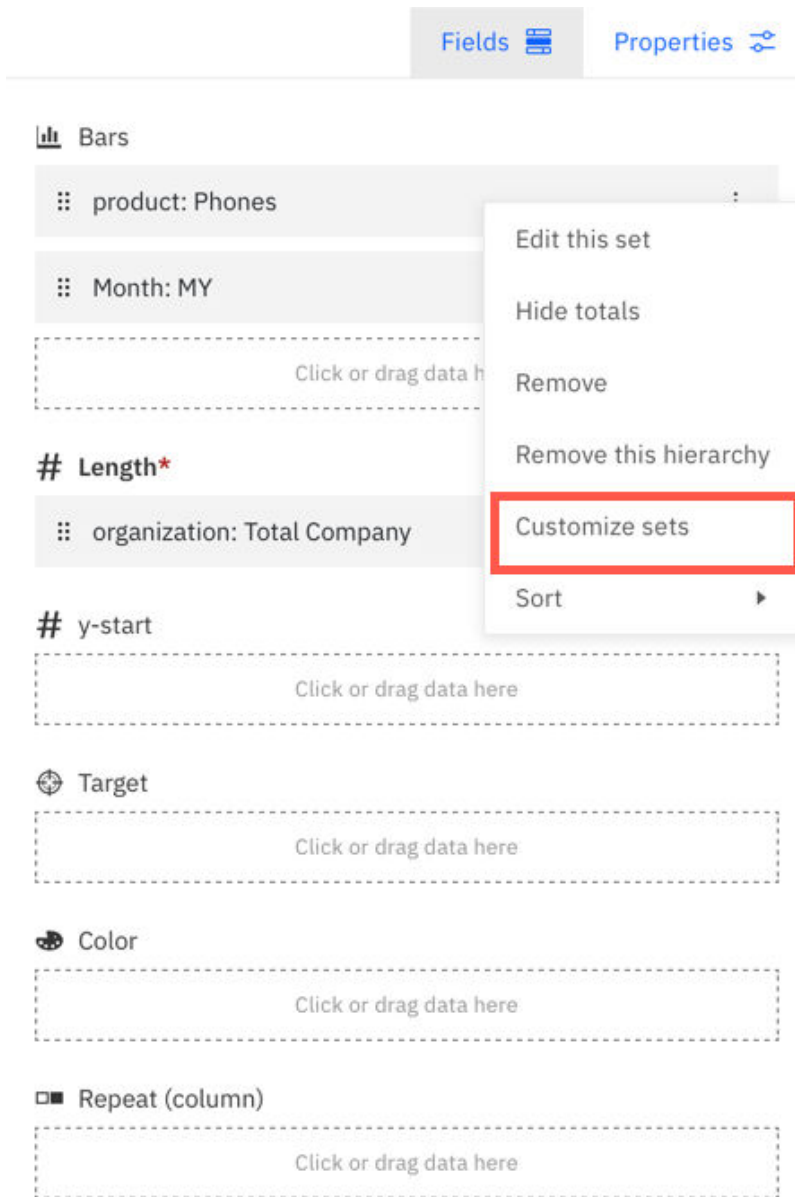 Fields Properties
Bars
product: Phones
Edit this set
Month: MY
Hide totals
Click or drag data h
Remove
Length*
Remove this hierarchy
organization: Total Company
Customize sets
Sort
y-start
Click or drag data here
Target
Click or drag data here
Color
Click or drag data here
Repeat (column)
Click or drag data here